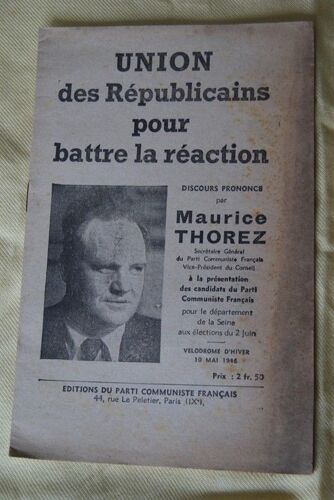 UNION
des Républicains
pour
battre la réaction
DISCOURS PRONONCÉ
par
Maurice
THOREZ
Secrétaire Général
du Parti Communiste Français
Vice-Président du Conseil
à la présentation
des candidats du Parti
Communiste Français
pour le département
de la Seine
aux élections du 2 Juin
VELODROME D'HIVER
10 MAI 1946
Prix : 2 fr. 50
EDITIONS DU PARTI COMMUNISTE FRANÇAIS
44, rue Le Peletier, Paris (IXᵉ),